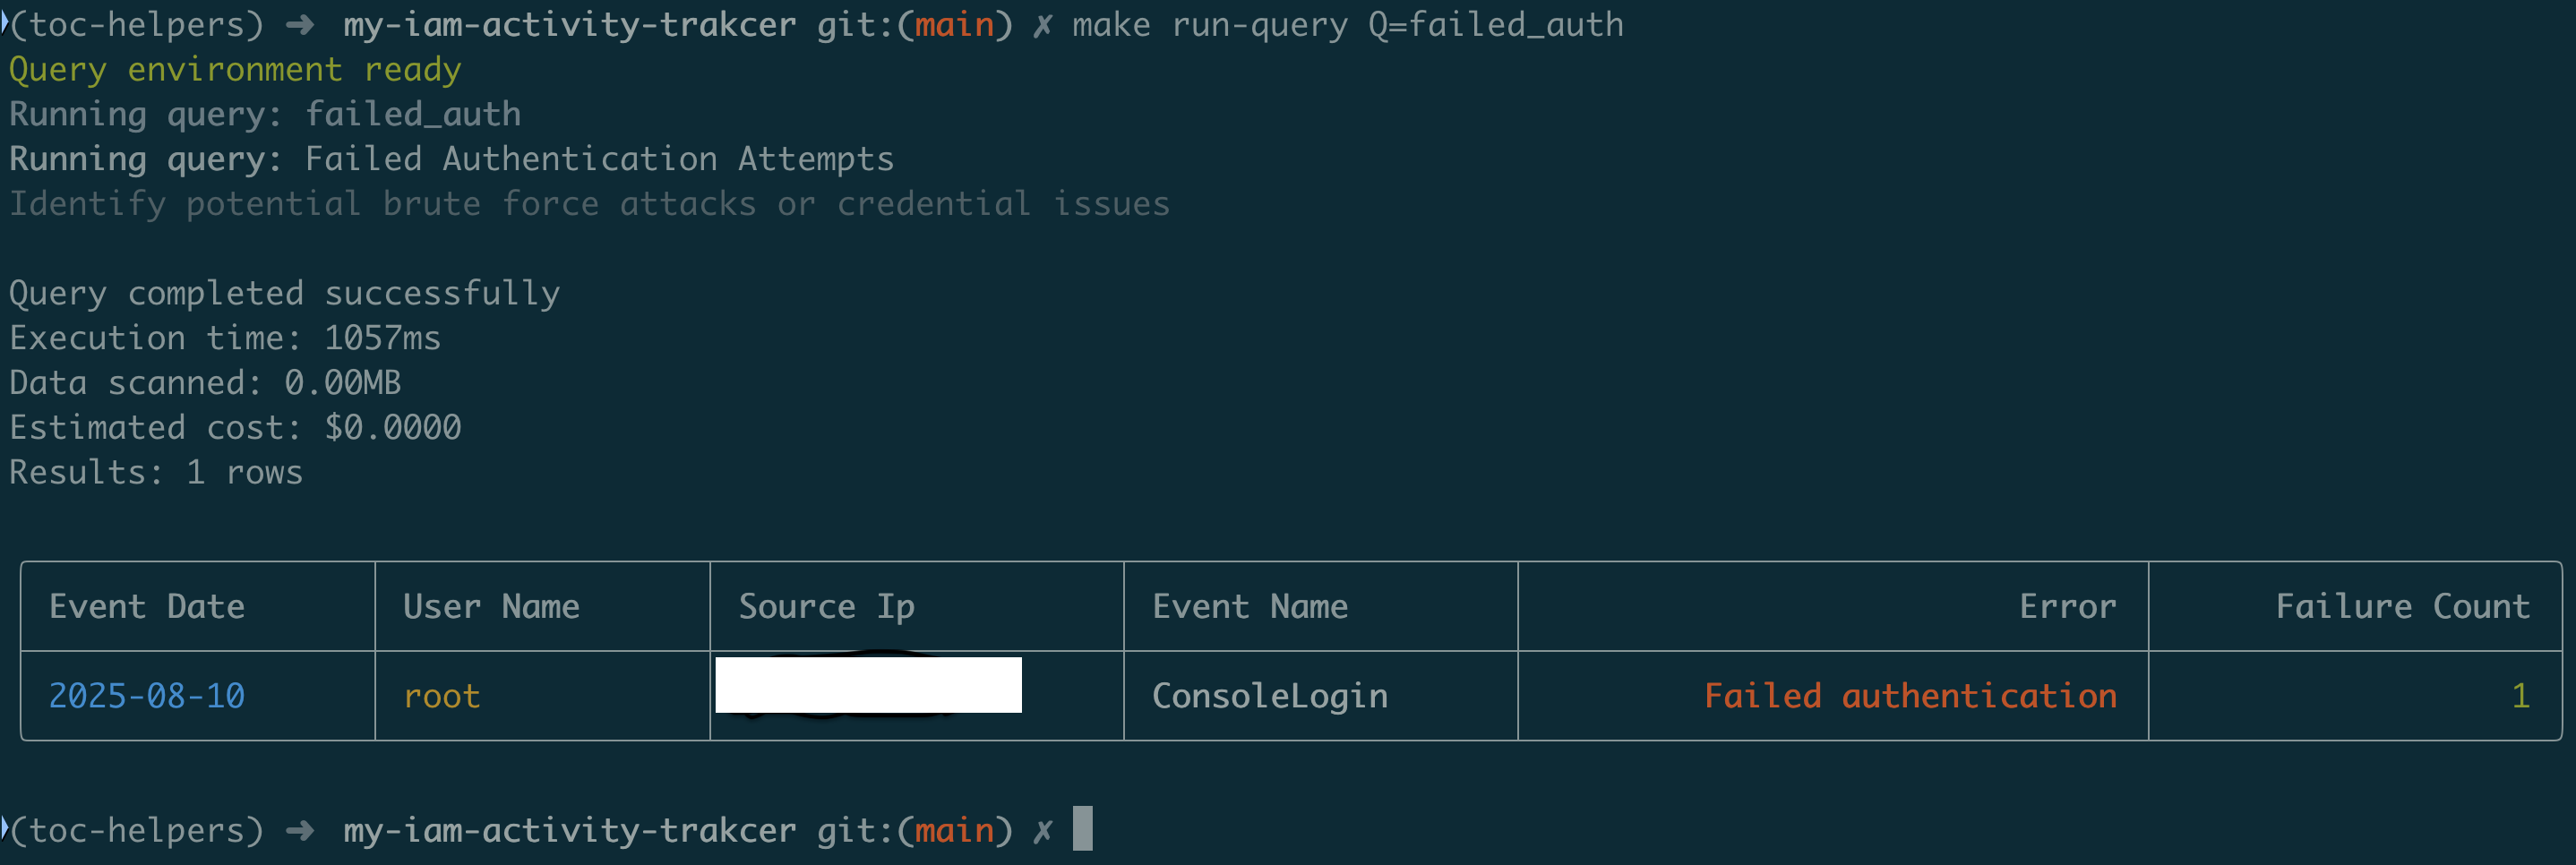 (toc-helpers) ➜ my-iam-activity-trakcer git:(main) ✗ make run-query Q=failed_auth
Query environment ready
Running query: failed_auth
Running query: Failed Authentication Attempts
Identify potential brute force attacks or credential issues
Query completed successfully
Execution time: 1057ms
Data scanned: 0.00MB
Estimated cost: $0.0000
Results: 1 rows
Event Date User Name Source Ip Event Name Error Failure Count
2025-08-10 root ConsoleLogin Failed authentication 1
(toc-helpers) ➜ my-iam-activity-trakcer git:(main) ✗